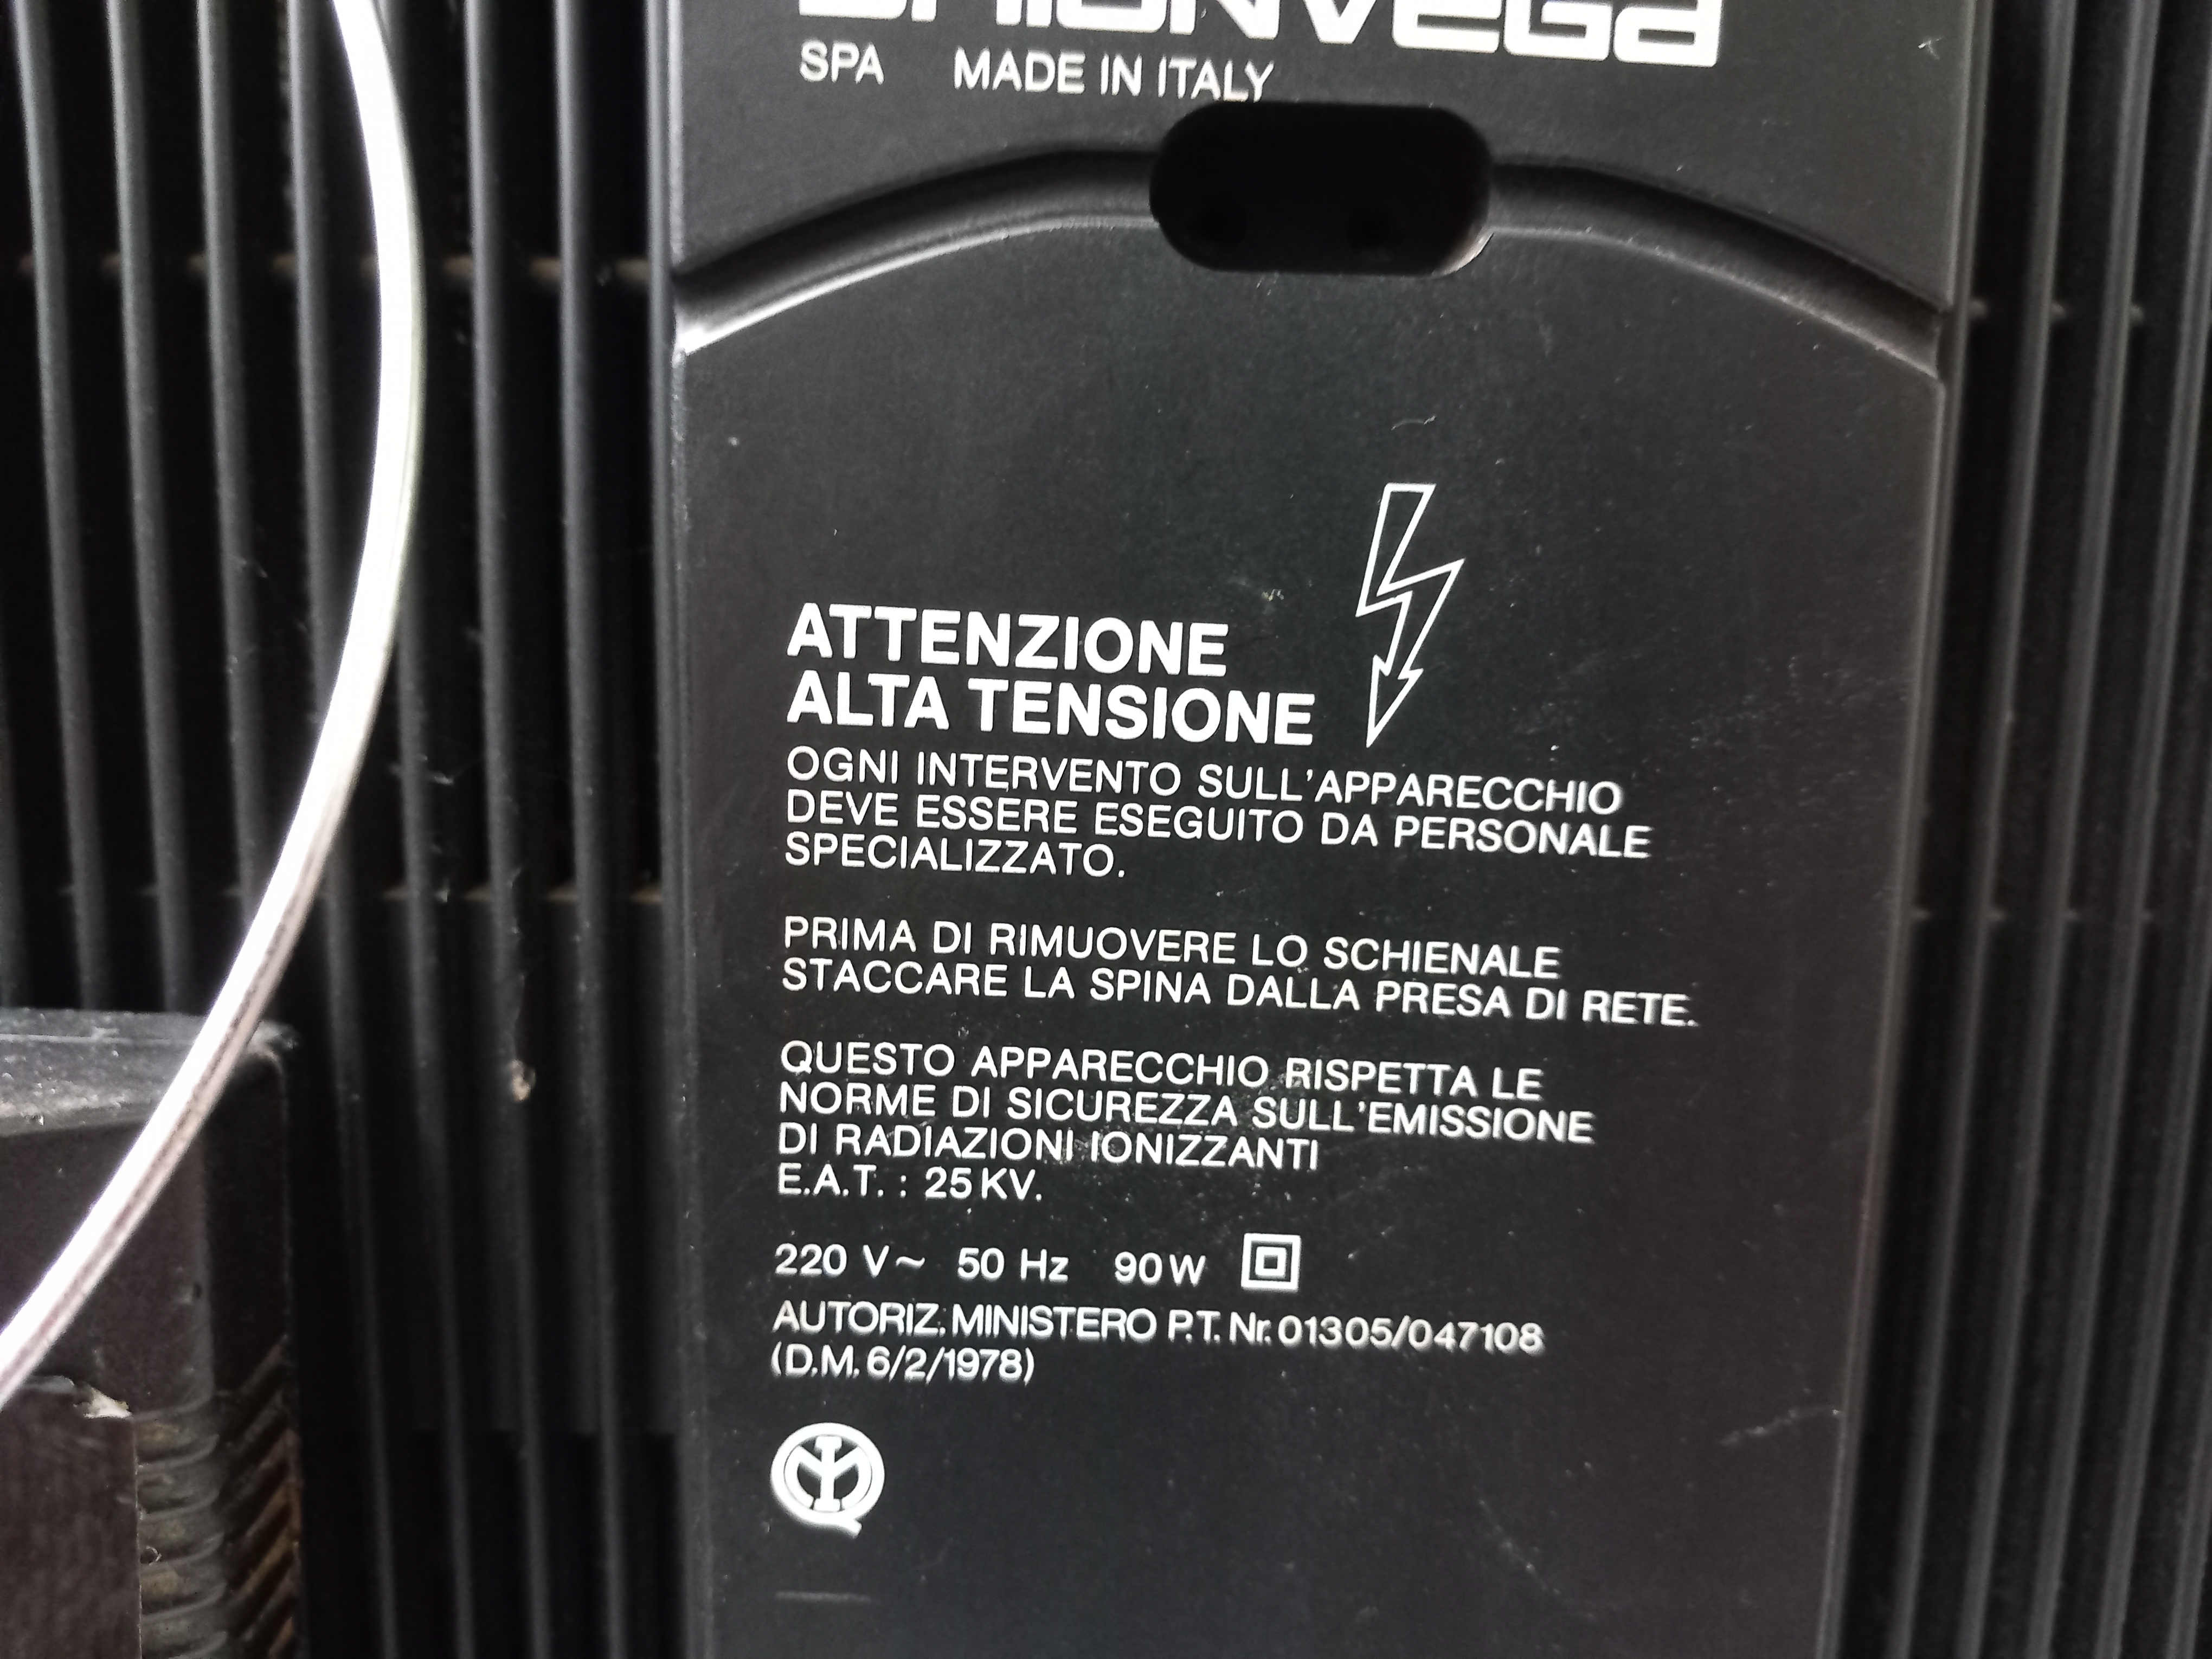 SPA MADE IN ITALY
ATTENZIONE
ALTA TENSIONE
OGNI INTERVENTO SULL'APPARECCHIO
DEVE ESSERE ESEGUITO DA PERSONALE
SPECIALIZZATO.
PRIMA DI RIMUOVERE LO SCHIENALE
STACCARE LA SPINA DALLA PRESA DI RETE.
QUESTO APPARECCHIO RISPETTA LE
NORME DI SICUREZZA SULL'EMISSIONE
DI RADIAZIONI IONIZZANTI
E.A.T. : 25 KV.
220 V~ 50 Hz 90 W
AUTORIZ. MINISTERO P.T. Nr. 01305/047108
(D.M. 6/2/1978)